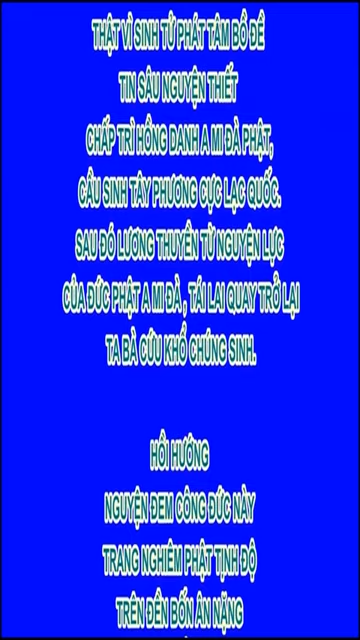 THẬT VÌ SINH TỬ PHÁT TÂM BỒ ĐỀ
TIN SÂU NGUYỆN THIẾT
CHẤP TRÌ HỒNG DANH A MI ĐÀ PHẬT,
CẦU SINH TÂY PHƯƠNG CỰC LẠC QUỐC.
SAU ĐÓ LƯƠNG THUYỀN TỪ NGUYỆN LỰC
CỦA ĐỨC PHẬT A MI ĐÀ , TÁI LAI QUAY TRỞ LẠI
TA BÀ CỨU KHỔ CHÚNG SINH.
HỒI HƯỚNG
NGUYỆN ĐEM CÔNG ĐỨC NÀY
TRANG NGHIÊM PHẬT TỊNH ĐỘ
TRÊN ĐỀN BỐN ÂN NẶNG